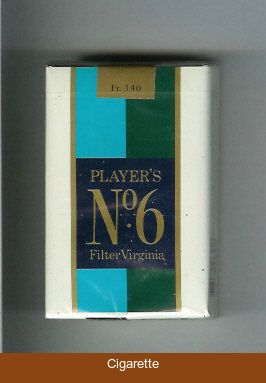 Fr. 3.40
PLAYER'S
Nº6
Filter Virginia
Cigarette